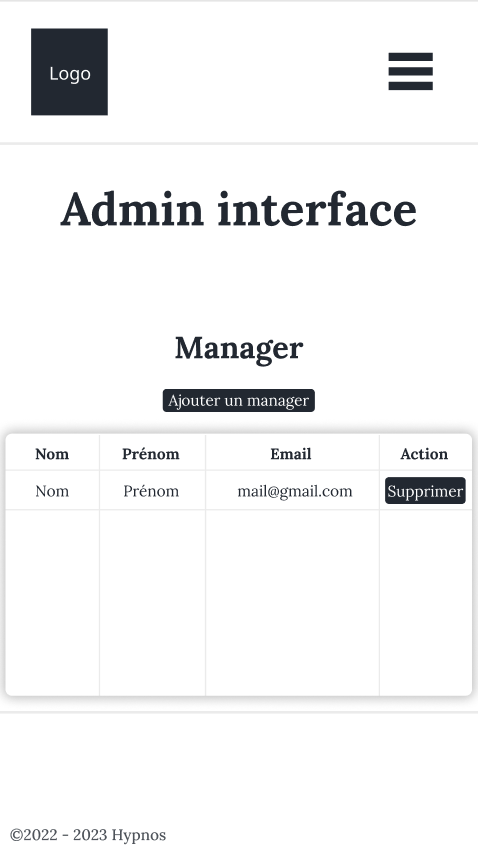 Logo
Admin interface
Manager
Ajouter un manager
Nom Prénom Email Action
Nom Prénom mail@gmail.com Supprimer
©2022 - 2023 Hypnos